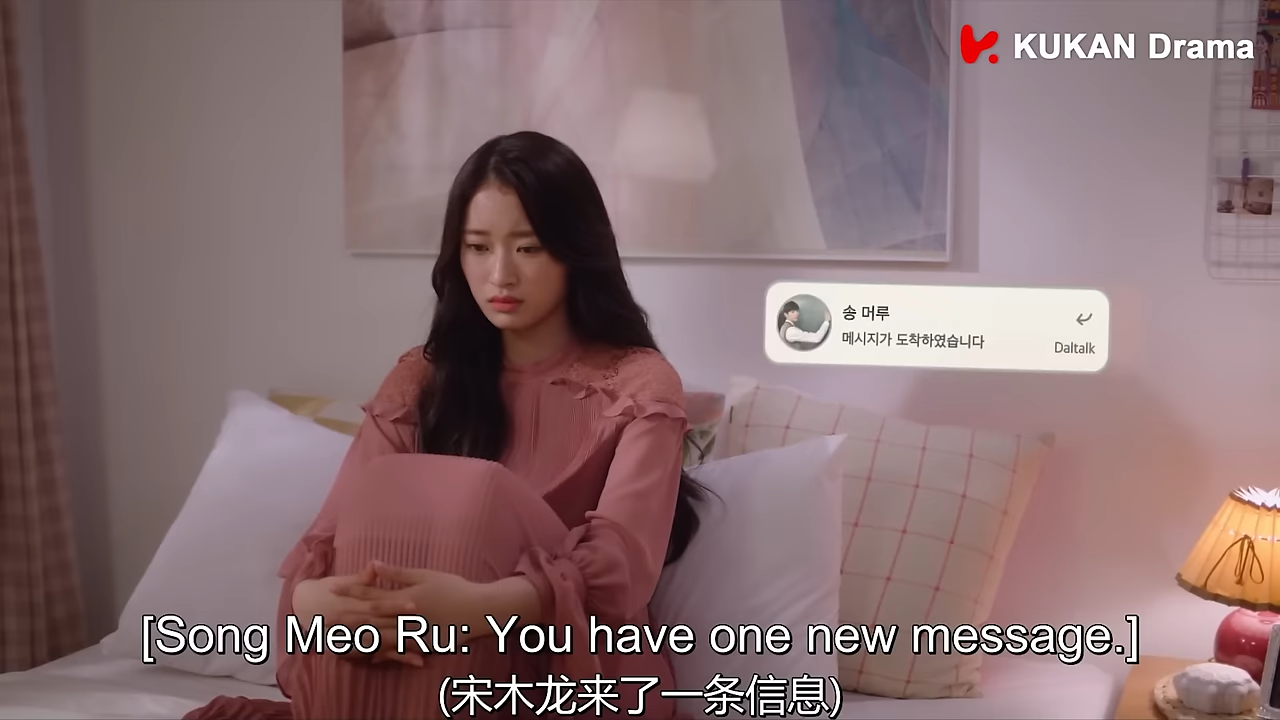 KUKAN Drama
송 머루
메시지가 도착하였습니다
Daltalk
[Song Meo Ru: You have one new message.]
(宋木龙来了一条信息)